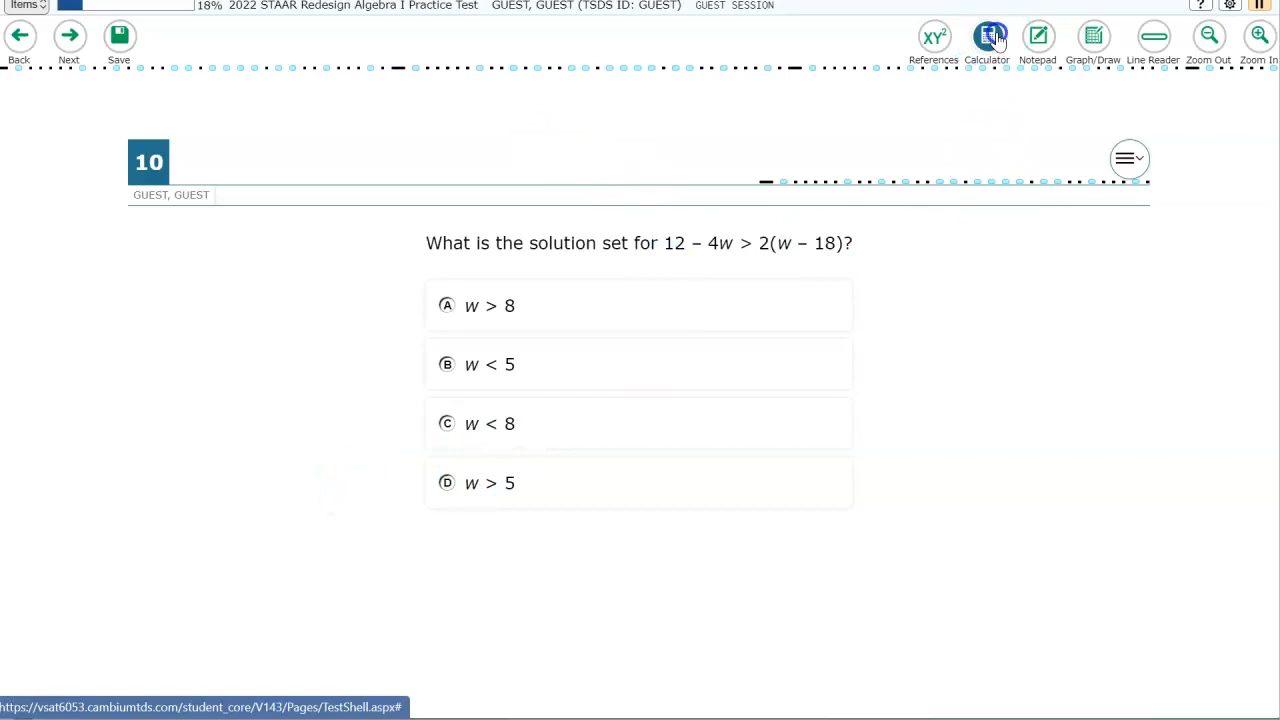 Items
18% 2022 STAAR Redesign Algebra I Practice Test GUEST, GUEST (TSDS ID: GUEST) GUEST SESSION
?
Back
Next
Save
XY²
References
Calculator
Notepad
Graph/Draw
Line Reader
Zoom Out
Zoom In
10
GUEST, GUEST
What is the solution set for 12 – 4w > 2(w – 18)?
A w > 8
B w < 5
C w < 8
D w > 5
https://vsat6053.cambiumtds.com/student_core/V143/Pages/TestShell.aspx#